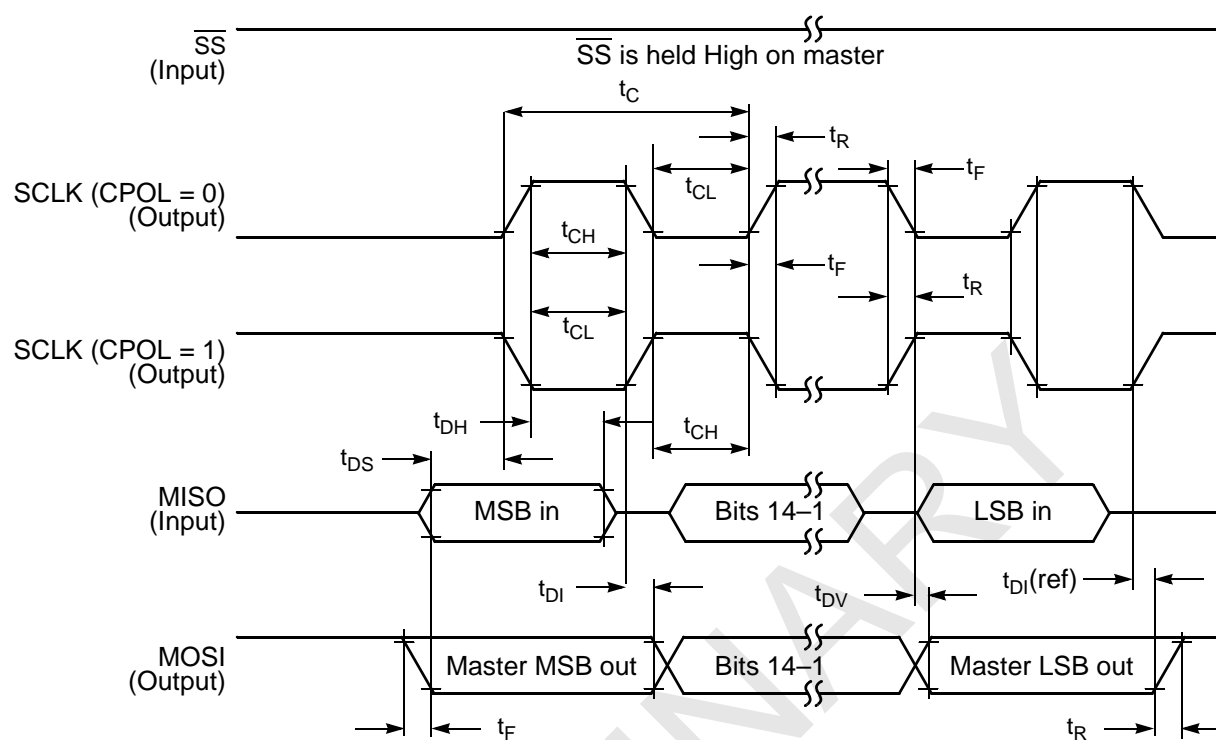 SS
(Input)
SS is held High on master
tC
tR
tF
SCLK (CPOL = 0)
(Output)
tCL
tCH
tF
tR
tCL
SCLK (CPOL = 1)
(Output)
tDH
tCH
tDS
MISO
(Input)
MSB in
Bits 14–1
LSB in
tDI
tDV
tDI(ref)
MOSI
(Output)
Master MSB out
Bits 14–1
Master LSB out
tF
tR